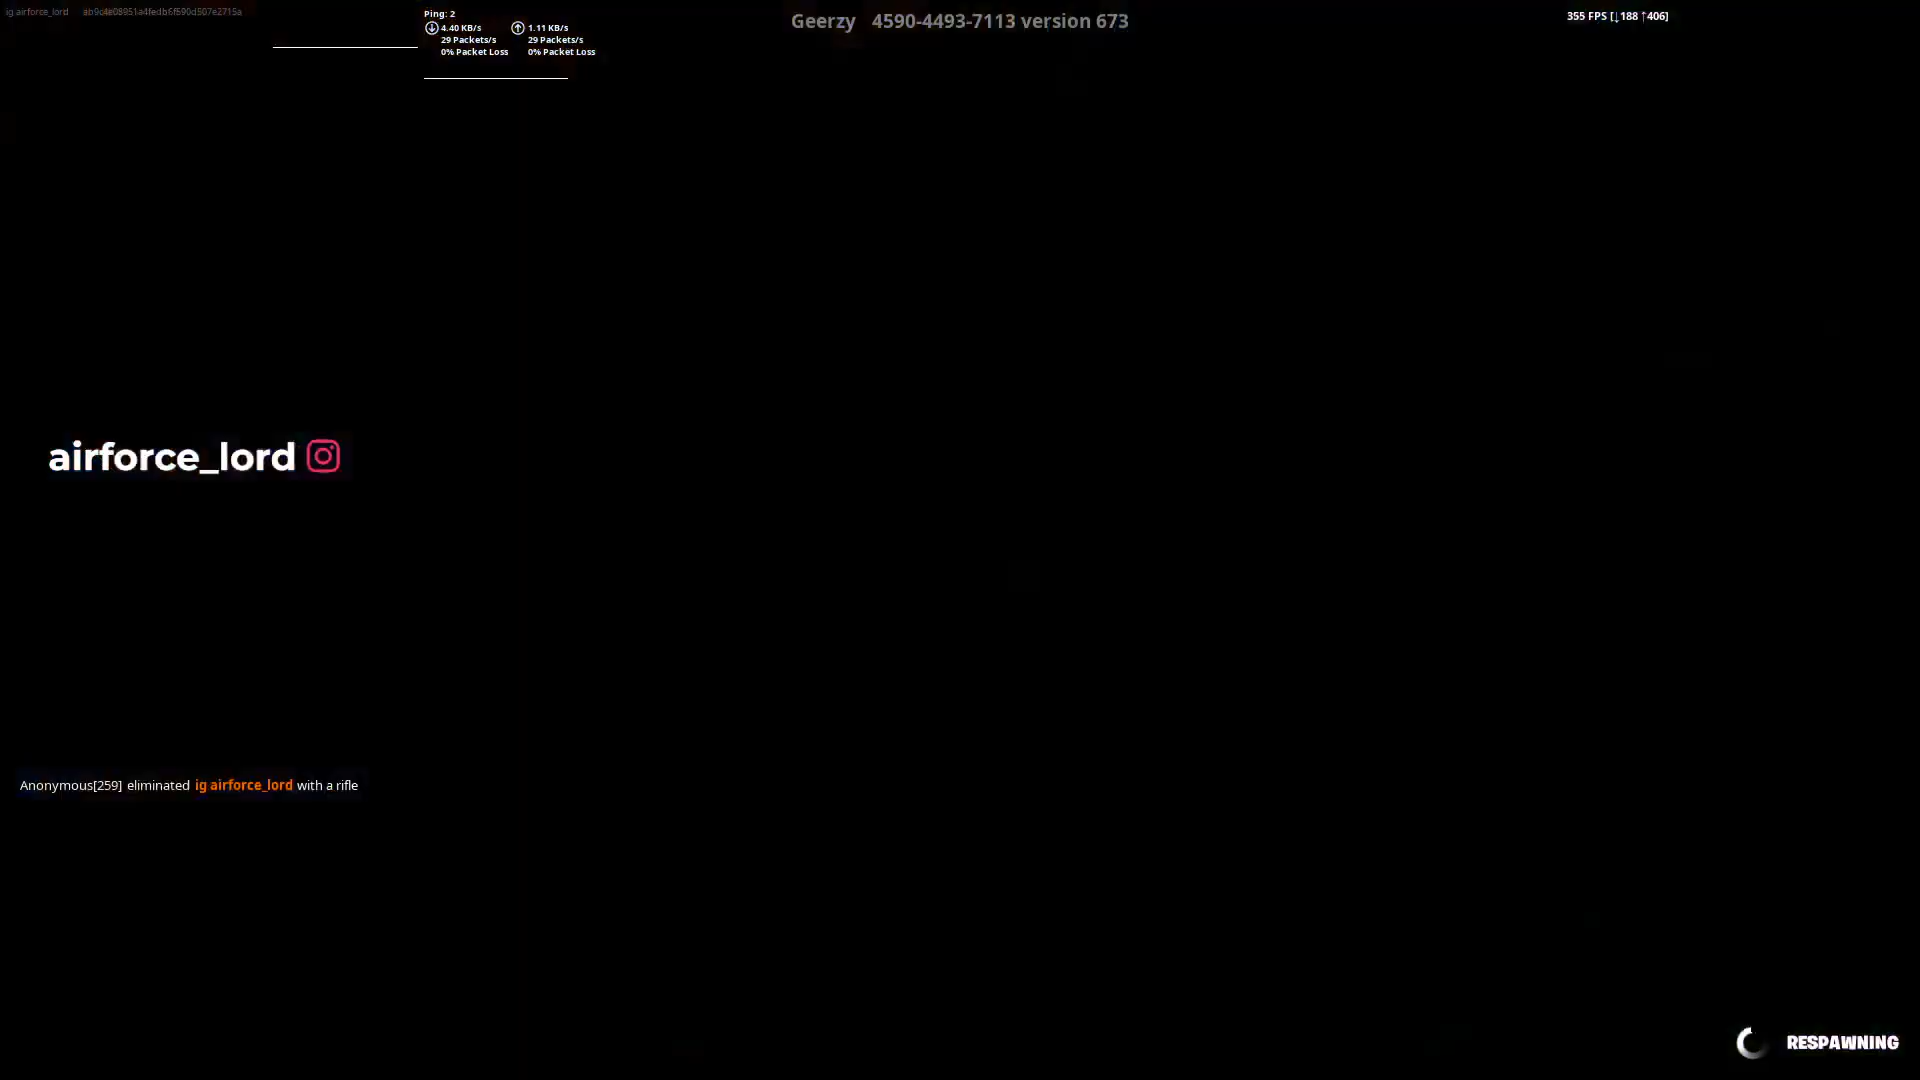 ig airforce_lord
Ping: 2
4.40 KB/s 1.11 KB/s
29 Packets/s 29 Packets/s
0% Packet Loss 0% Packet Loss
Geerzy 4590-4493-7113 version 673
355 FPS [↓188 ↑406]
airforce_lord
Anonymous[259] eliminated ig airforce_lord with a rifle
RESPAWNING